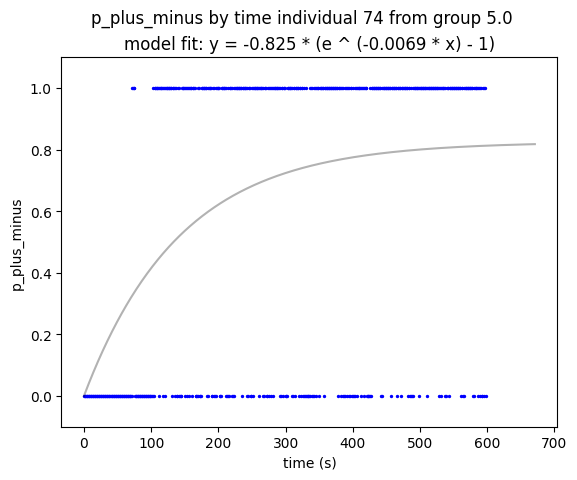 p_plus_minus by time individual 74 from group 5.0
model fit: y = -0.825 * (e ^ (-0.0069 * x) - 1)
1.0
0.8
0.6
0.4
0.2
0.0
p_plus_minus
0 100 200 300 400 500 600 700
time (s)